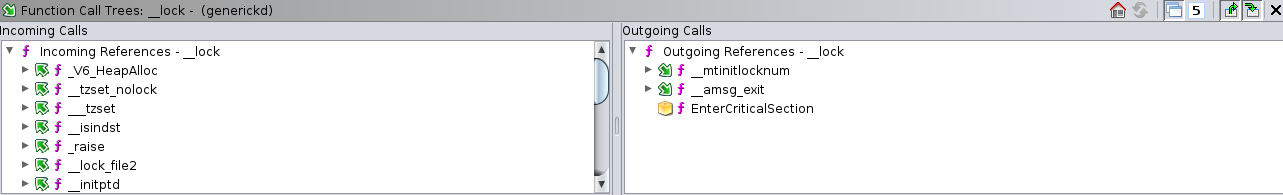 Function Call Trees: __lock - (generickd)
5
Incoming Calls
Incoming References - __lock
_V6_HeapAlloc
__tzset_nolock
___tzset
__isindst
_raise
__lock_file2
__initptd
Outgoing Calls
Outgoing References - __lock
__mtinitlocknum
__amsg_exit
EnterCriticalSection